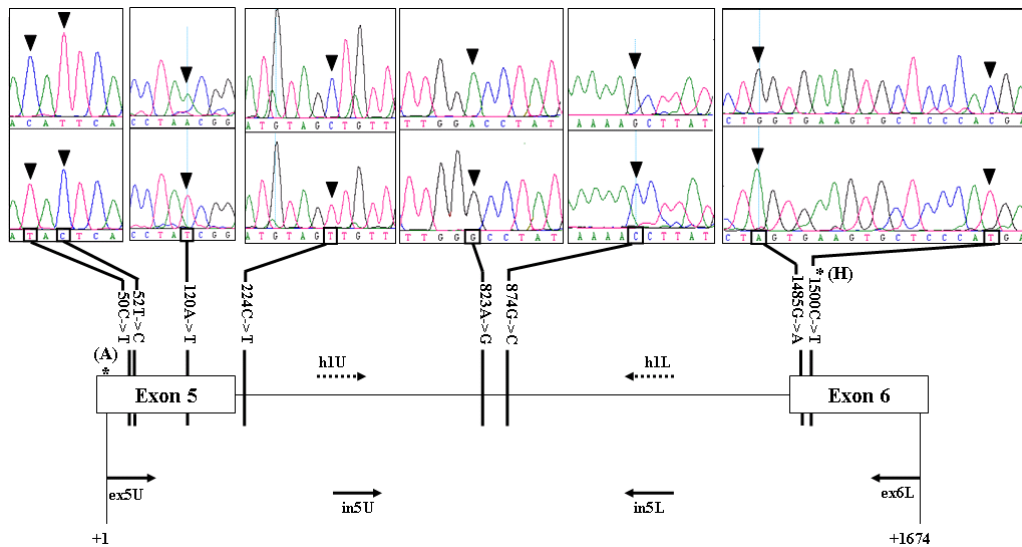 A C A T T C A
C C T A A C G G
A T G T A G C T G T T
T T G G A C C T A T
A A A A G C T T A T
C T G G T G A A G T G C T C C C A C G A
A T A C T C A
C C T A T C G G
A T G T A G T T G T T
T T G G G C C T A T
A A A A C C T T A T
C T A G T G A A G T G C T C C C A T G A
50C->T
52T->C
120A->T
224C->T
823A->G
874G->C
1485G->A
1500C->T
* (H)
(A)
*
h1U
h1L
Exon 5
Exon 6
ex5U
in5U
in5L
ex6L
+1
+1674